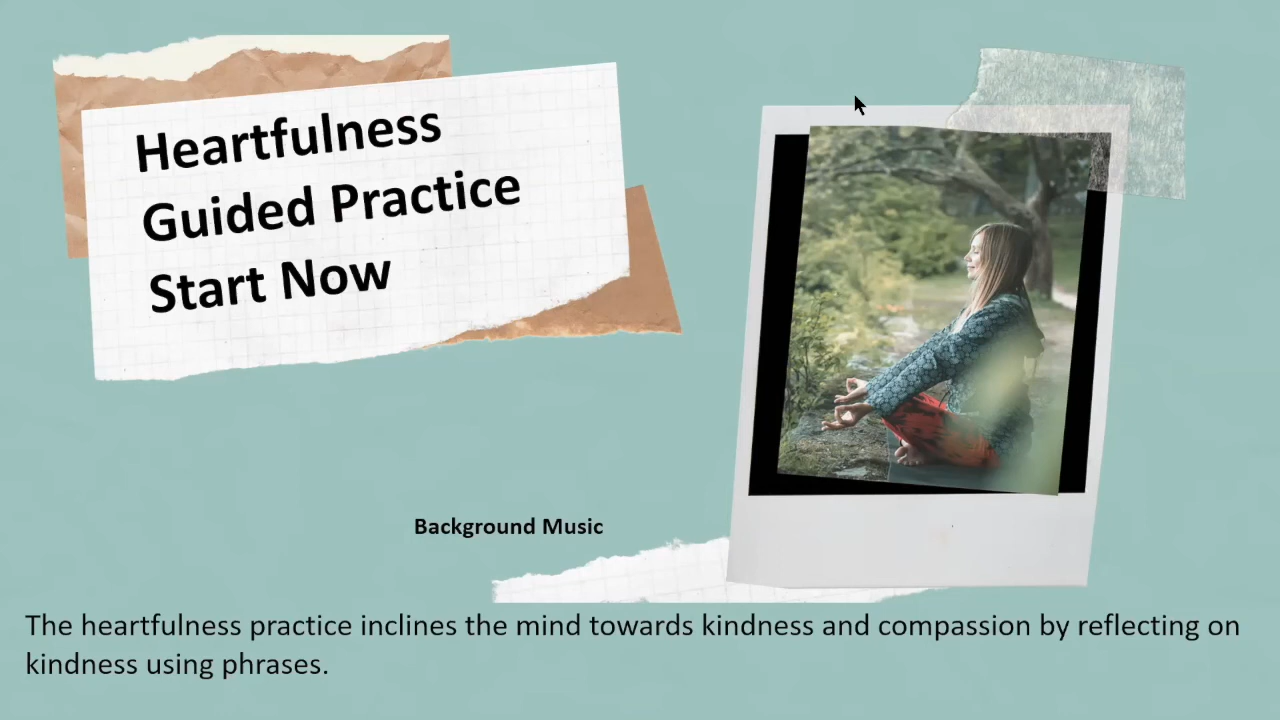 Heartfulness
Guided Practice
Start Now
Background Music
The heartfulness practice inclines the mind towards kindness and compassion by reflecting on
kindness using phrases.